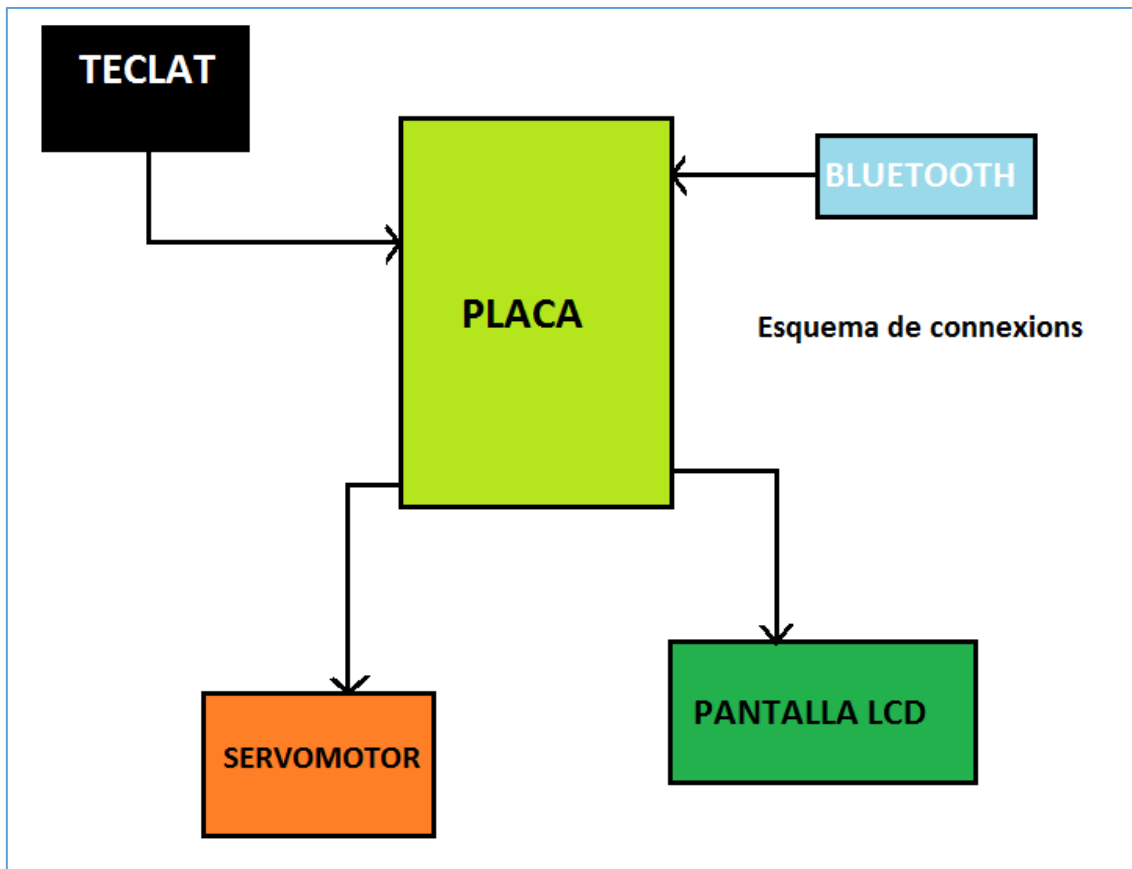 TECLAT
BLUETOOTH
PLACA
Esquema de connexions
PANTALLA LCD
SERVOMOTOR